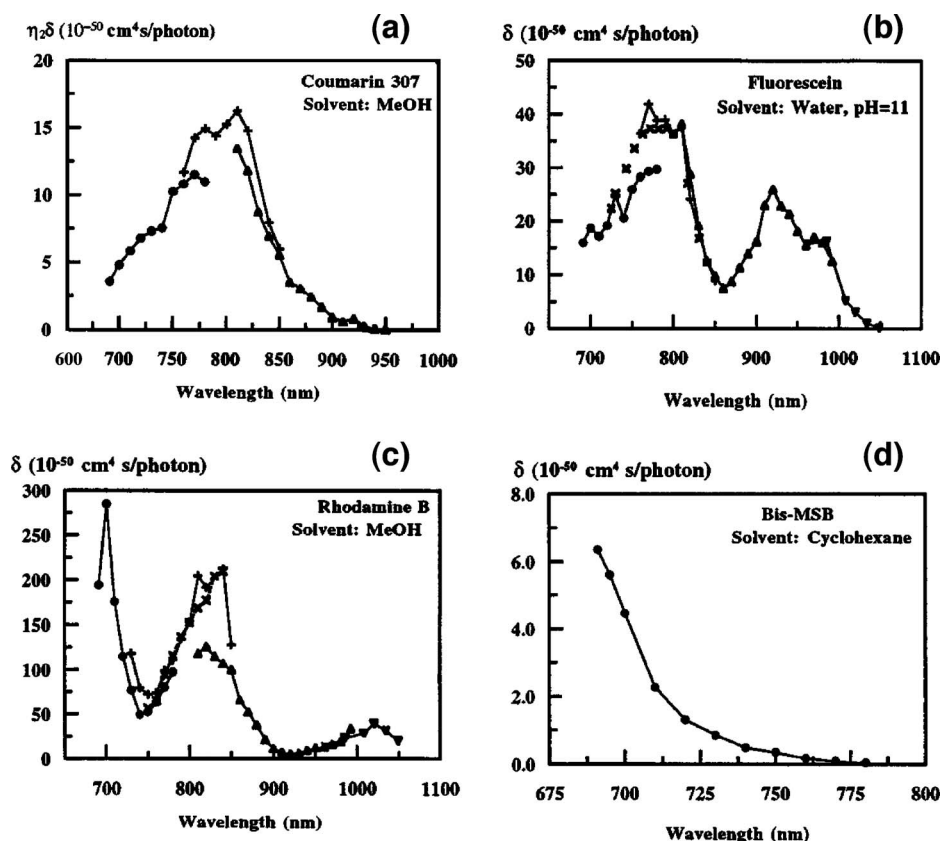 η₂δ (10⁻⁵⁰ cm⁴s/photon)
(a)
20
15
10
5
0
Coumarin 307
Solvent: MeOH
600 700 750 800 850 900 950 1000
Wavelength (nm)
δ (10⁻⁵⁰ cm⁴ s/photon)
(b)
50
40
30
20
10
0
Fluorescein
Solvent: Water, pH=11
700 800 900 1000 1100
Wavelength (nm)
δ (10⁻⁵⁰ cm⁴ s/photon)
(c)
300
250
200
150
100
50
0
Rhodamine B
Solvent: MeOH
700 800 900 1000 1100
Wavelength (nm)
δ (10⁻⁵⁰ cm⁴ s/photon)
(d)
8.0
6.0
4.0
2.0
0.0
Bis-MSB
Solvent: Cyclohexane
675 700 725 750 775 800
Wavelength (nm)